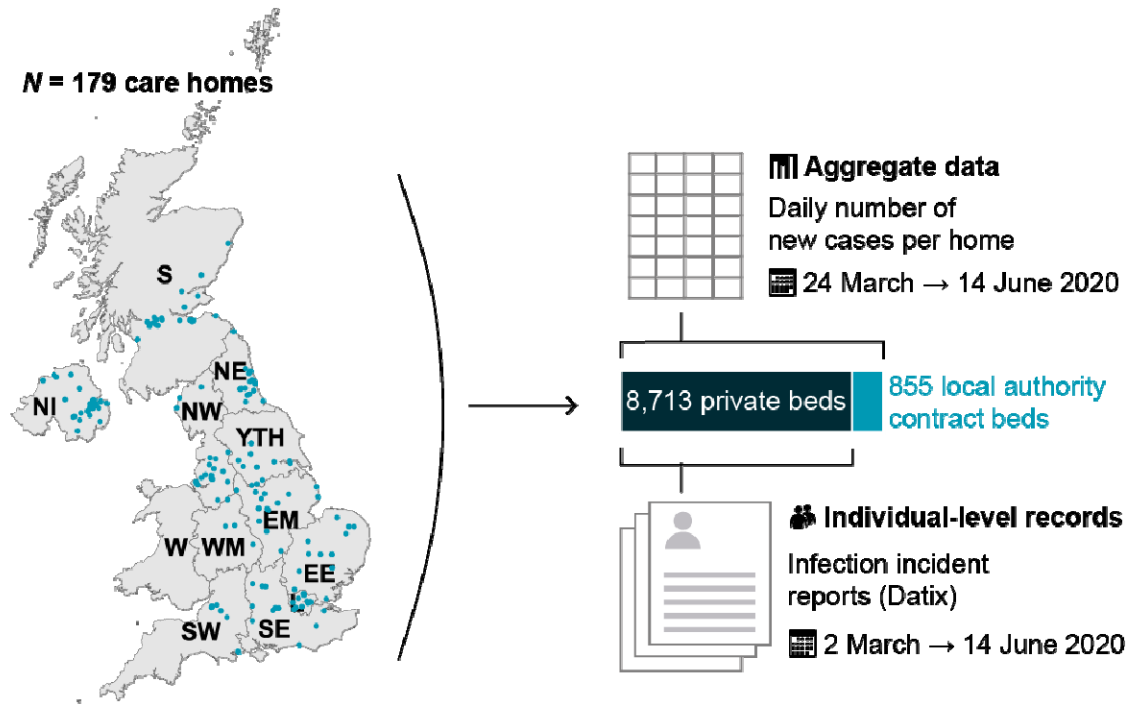 N = 179 care homes
S
NI
NE
NW
YTH
EM
W
WM
EE
L
SW
SE
Aggregate data
Daily number of
new cases per home
24 March → 14 June 2020
8,713 private beds
855 local authority
contract beds
Individual-level records
Infection incident
reports (Datix)
2 March → 14 June 2020